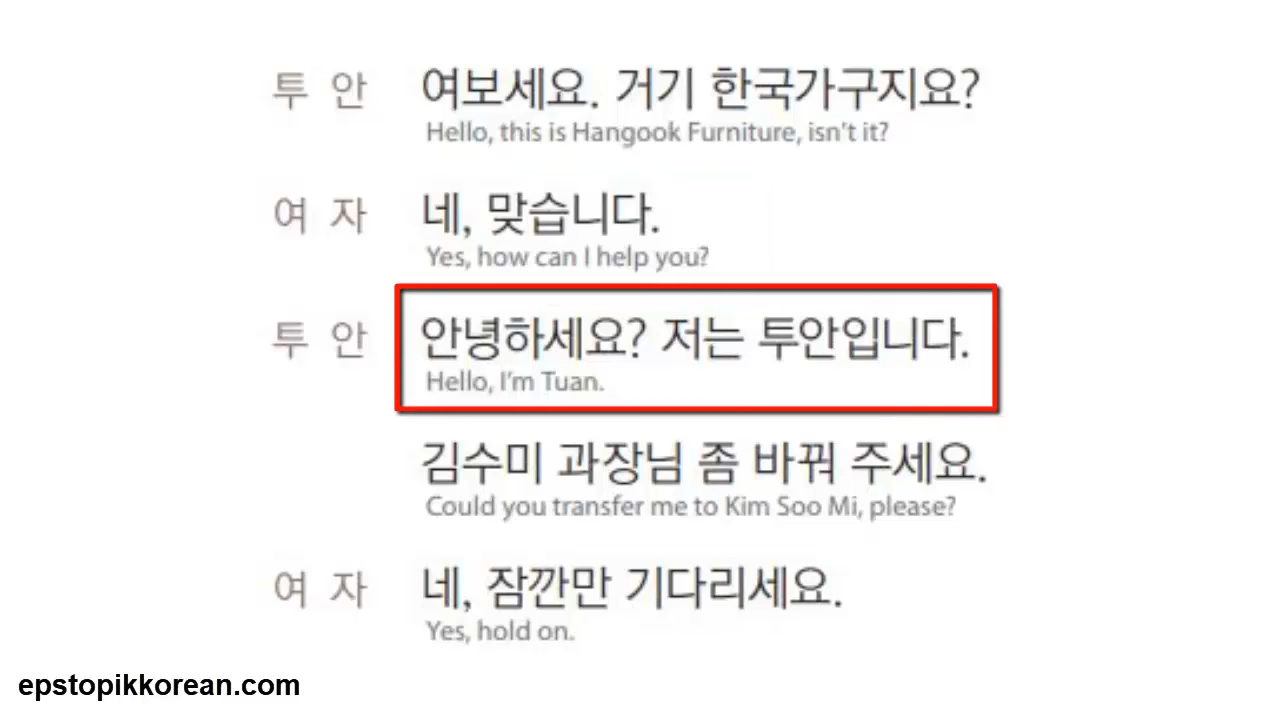 투 안 여보세요. 거기 한국가구지요?
Hello, this is Hangook Furniture, isn't it?
여 자 네, 맞습니다.
Yes, how can I help you?
투 안 안녕하세요? 저는 투안입니다.
Hello, I'm Tuan.
김수미 과장님 좀 바꿔 주세요.
Could you transfer me to Kim Soo Mi, please?
여 자 네, 잠깐만 기다리세요.
Yes, hold on.
epstopikkorean.com